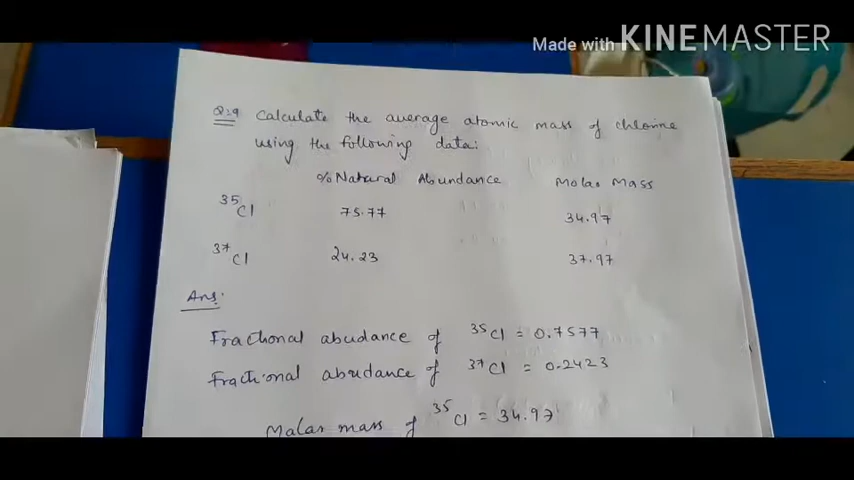 Made with KINEMASTER
Q:9 Calculate the average atomic mass of chlorine
using the following data:
% Natural Abundance Molar Mass
³⁵Cl 75.77 34.97
³⁷Cl 24.23 37.97
Ans:
Fractional abudance of ³⁵Cl = 0.7577
Fractional abudance of ³⁷Cl = 0.2423
Molar mass of ³⁵Cl = 34.97